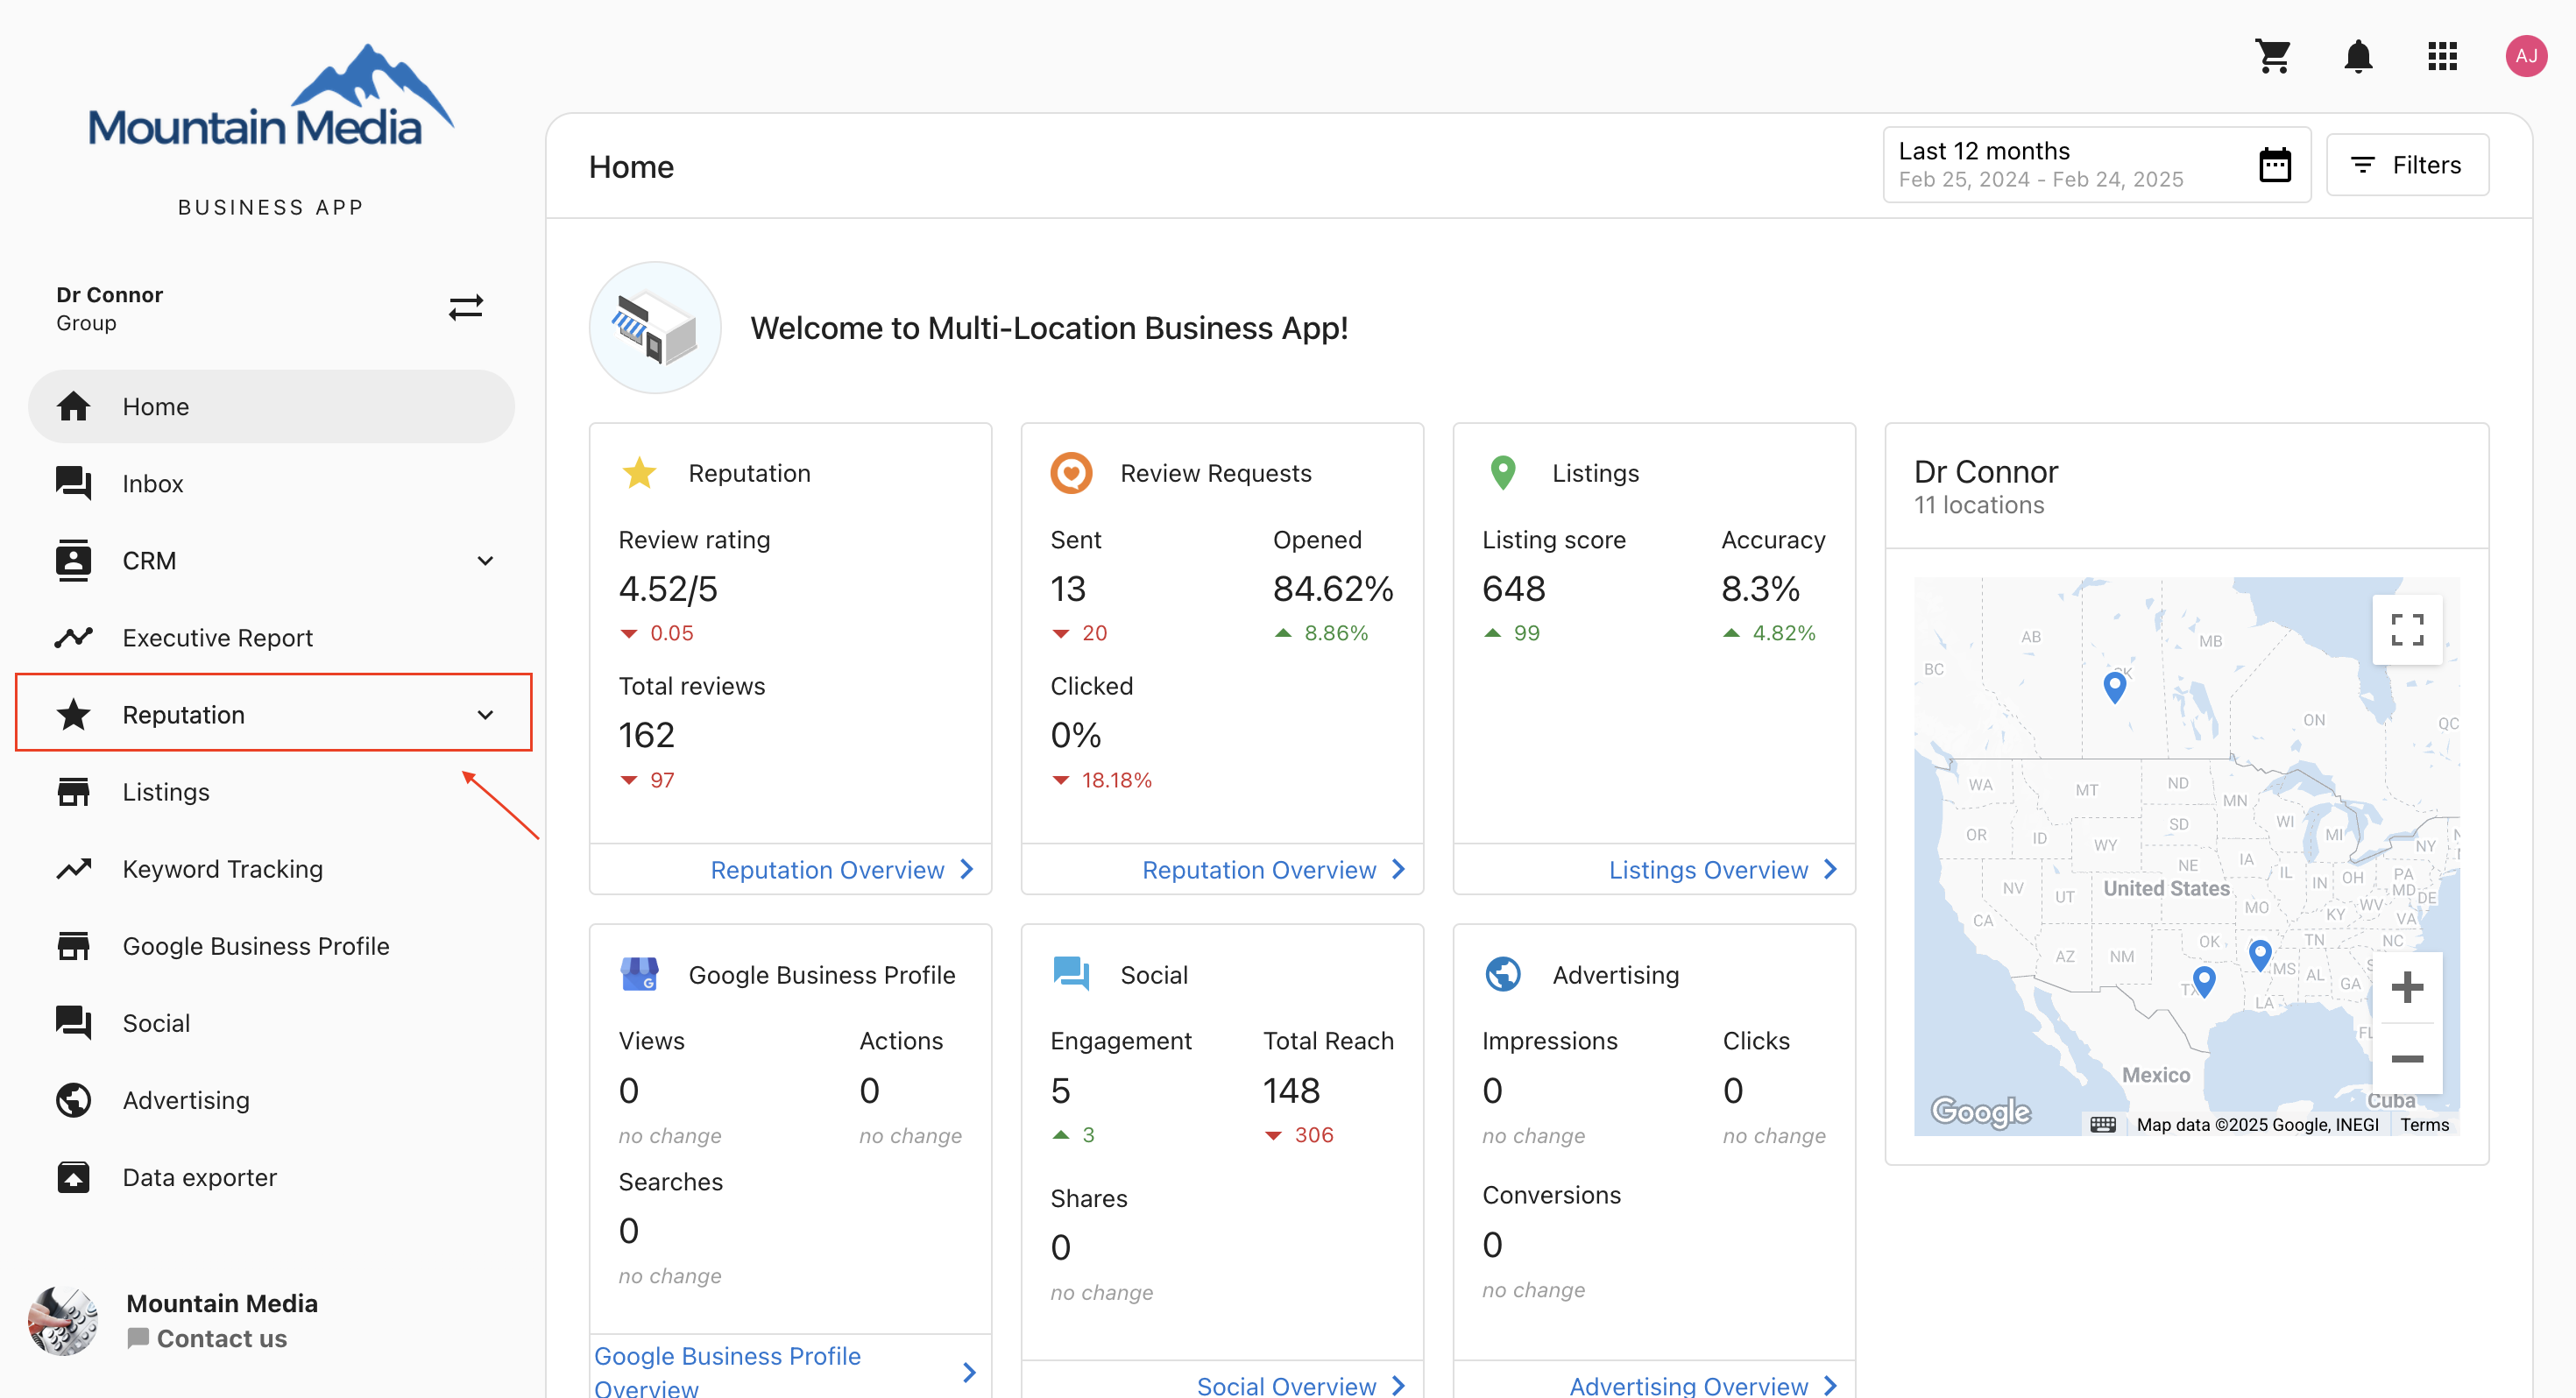 Mountain Media
BUSINESS APP
Dr Connor
Group
Home
Inbox
CRM
Executive Report
Reputation
Listings
Keyword Tracking
Google Business Profile
Social
Advertising
Data exporter
Mountain Media
Contact us
AJ
Home
Last 12 months
Feb 25, 2024 - Feb 24, 2025
Filters
Welcome to Multi-Location Business App!
Reputation
Review rating
4.52/5
0.05
Total reviews
162
97
Reputation Overview
Review Requests
Sent Opened
13 84.62%
20 8.86%
Clicked
0%
18.18%
Reputation Overview
Listings
Listing score Accuracy
648 8.3%
99 4.82%
Listings Overview
Dr Connor
11 locations
AB
MB
BC
ON
QC
WA
MT
ND
MN
OR
ID
SD
WI
MI
WY
NY
NE
IA
NV
UT
United States
IL
IN
OH
PA
MD
DE
CA
MO
KY
WV
VA
AZ
NM
OK
TN
NC
MS
AL
GA
LA
FL
Mexico
Cuba
Google
Map data ©2025 Google, INEGI
Terms
Google Business Profile
Views Actions
0 0
no change no change
Searches
0
no change
Google Business Profile
Overview
Social
Engagement Total Reach
5 148
3 306
Shares
0
no change
Social Overview
Advertising
Impressions Clicks
0 0
no change no change
Conversions
0
no change
Advertising Overview